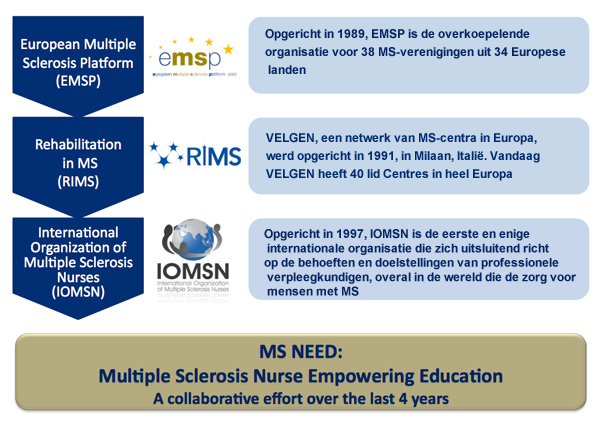 European Multiple
Sclerosis Platform
(EMSP)
emsp
european multiple sclerosis platform aisbl
Opgericht in 1989, EMSP is de overkoepelende
organisatie voor 38 MS-verenigingen uit 34 Europese
landen
Rehabilitation
in MS
(RIMS)
RIMS
VELGEN, een netwerk van MS-centra in Europa,
werd opgericht in 1991, in Milaan, Italië. Vandaag
VELGEN heeft 40 lid Centres in heel Europa
International
Organization of
Multiple Sclerosis
Nurses
(IOMSN)
IOMSN
International Organization
of Multiple Sclerosis Nurses
Opgericht in 1997, IOMSN is de eerste en enige
internationale organisatie die zich uitsluitend richt
op de behoeften en doelstellingen van professionele
verpleegkundigen, overal in de wereld die de zorg voor
mensen met MS
MS NEED:
Multiple Sclerosis Nurse Empowering Education
A collaborative effort over the last 4 years